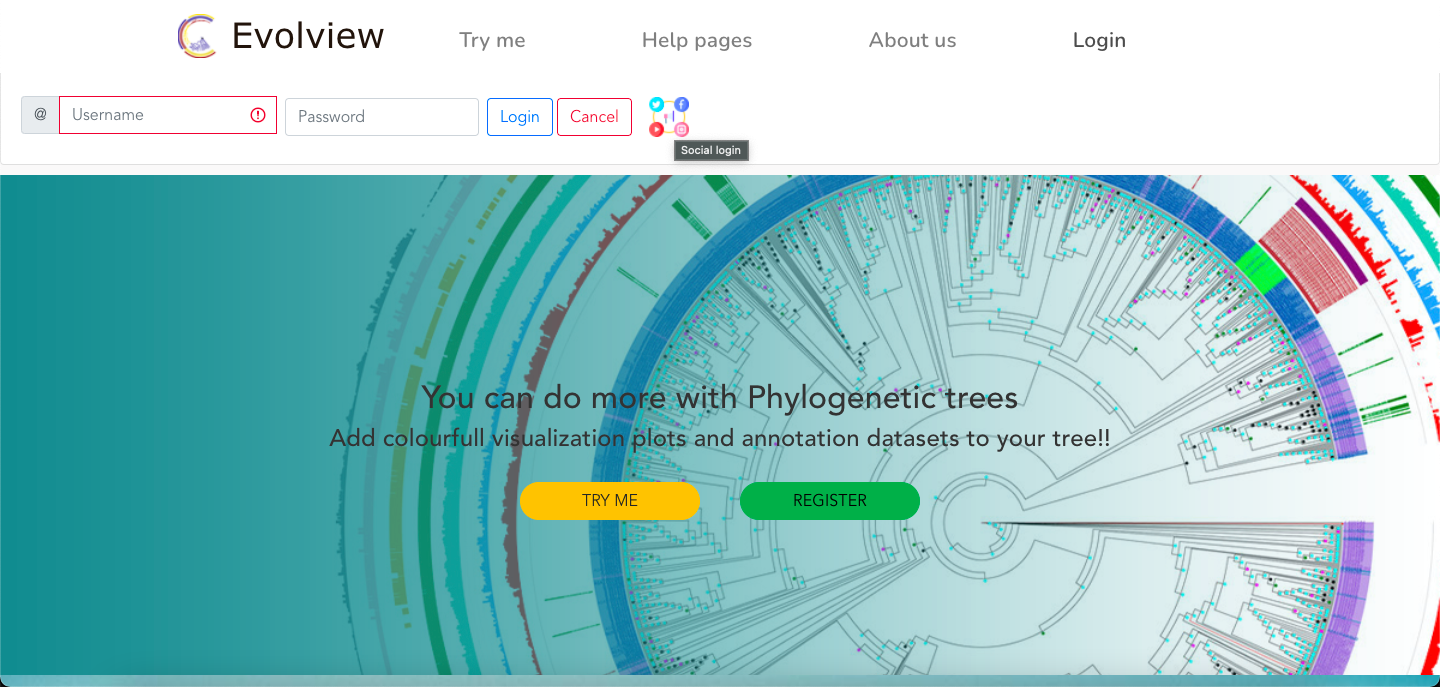 Evolview
Try me
Help pages
About us
Login
@ Username
Password
Login
Cancel
Social login
You can do more with Phylogenetic trees
Add colourfull visualization plots and annotation datasets to your tree!!
TRY ME
REGISTER